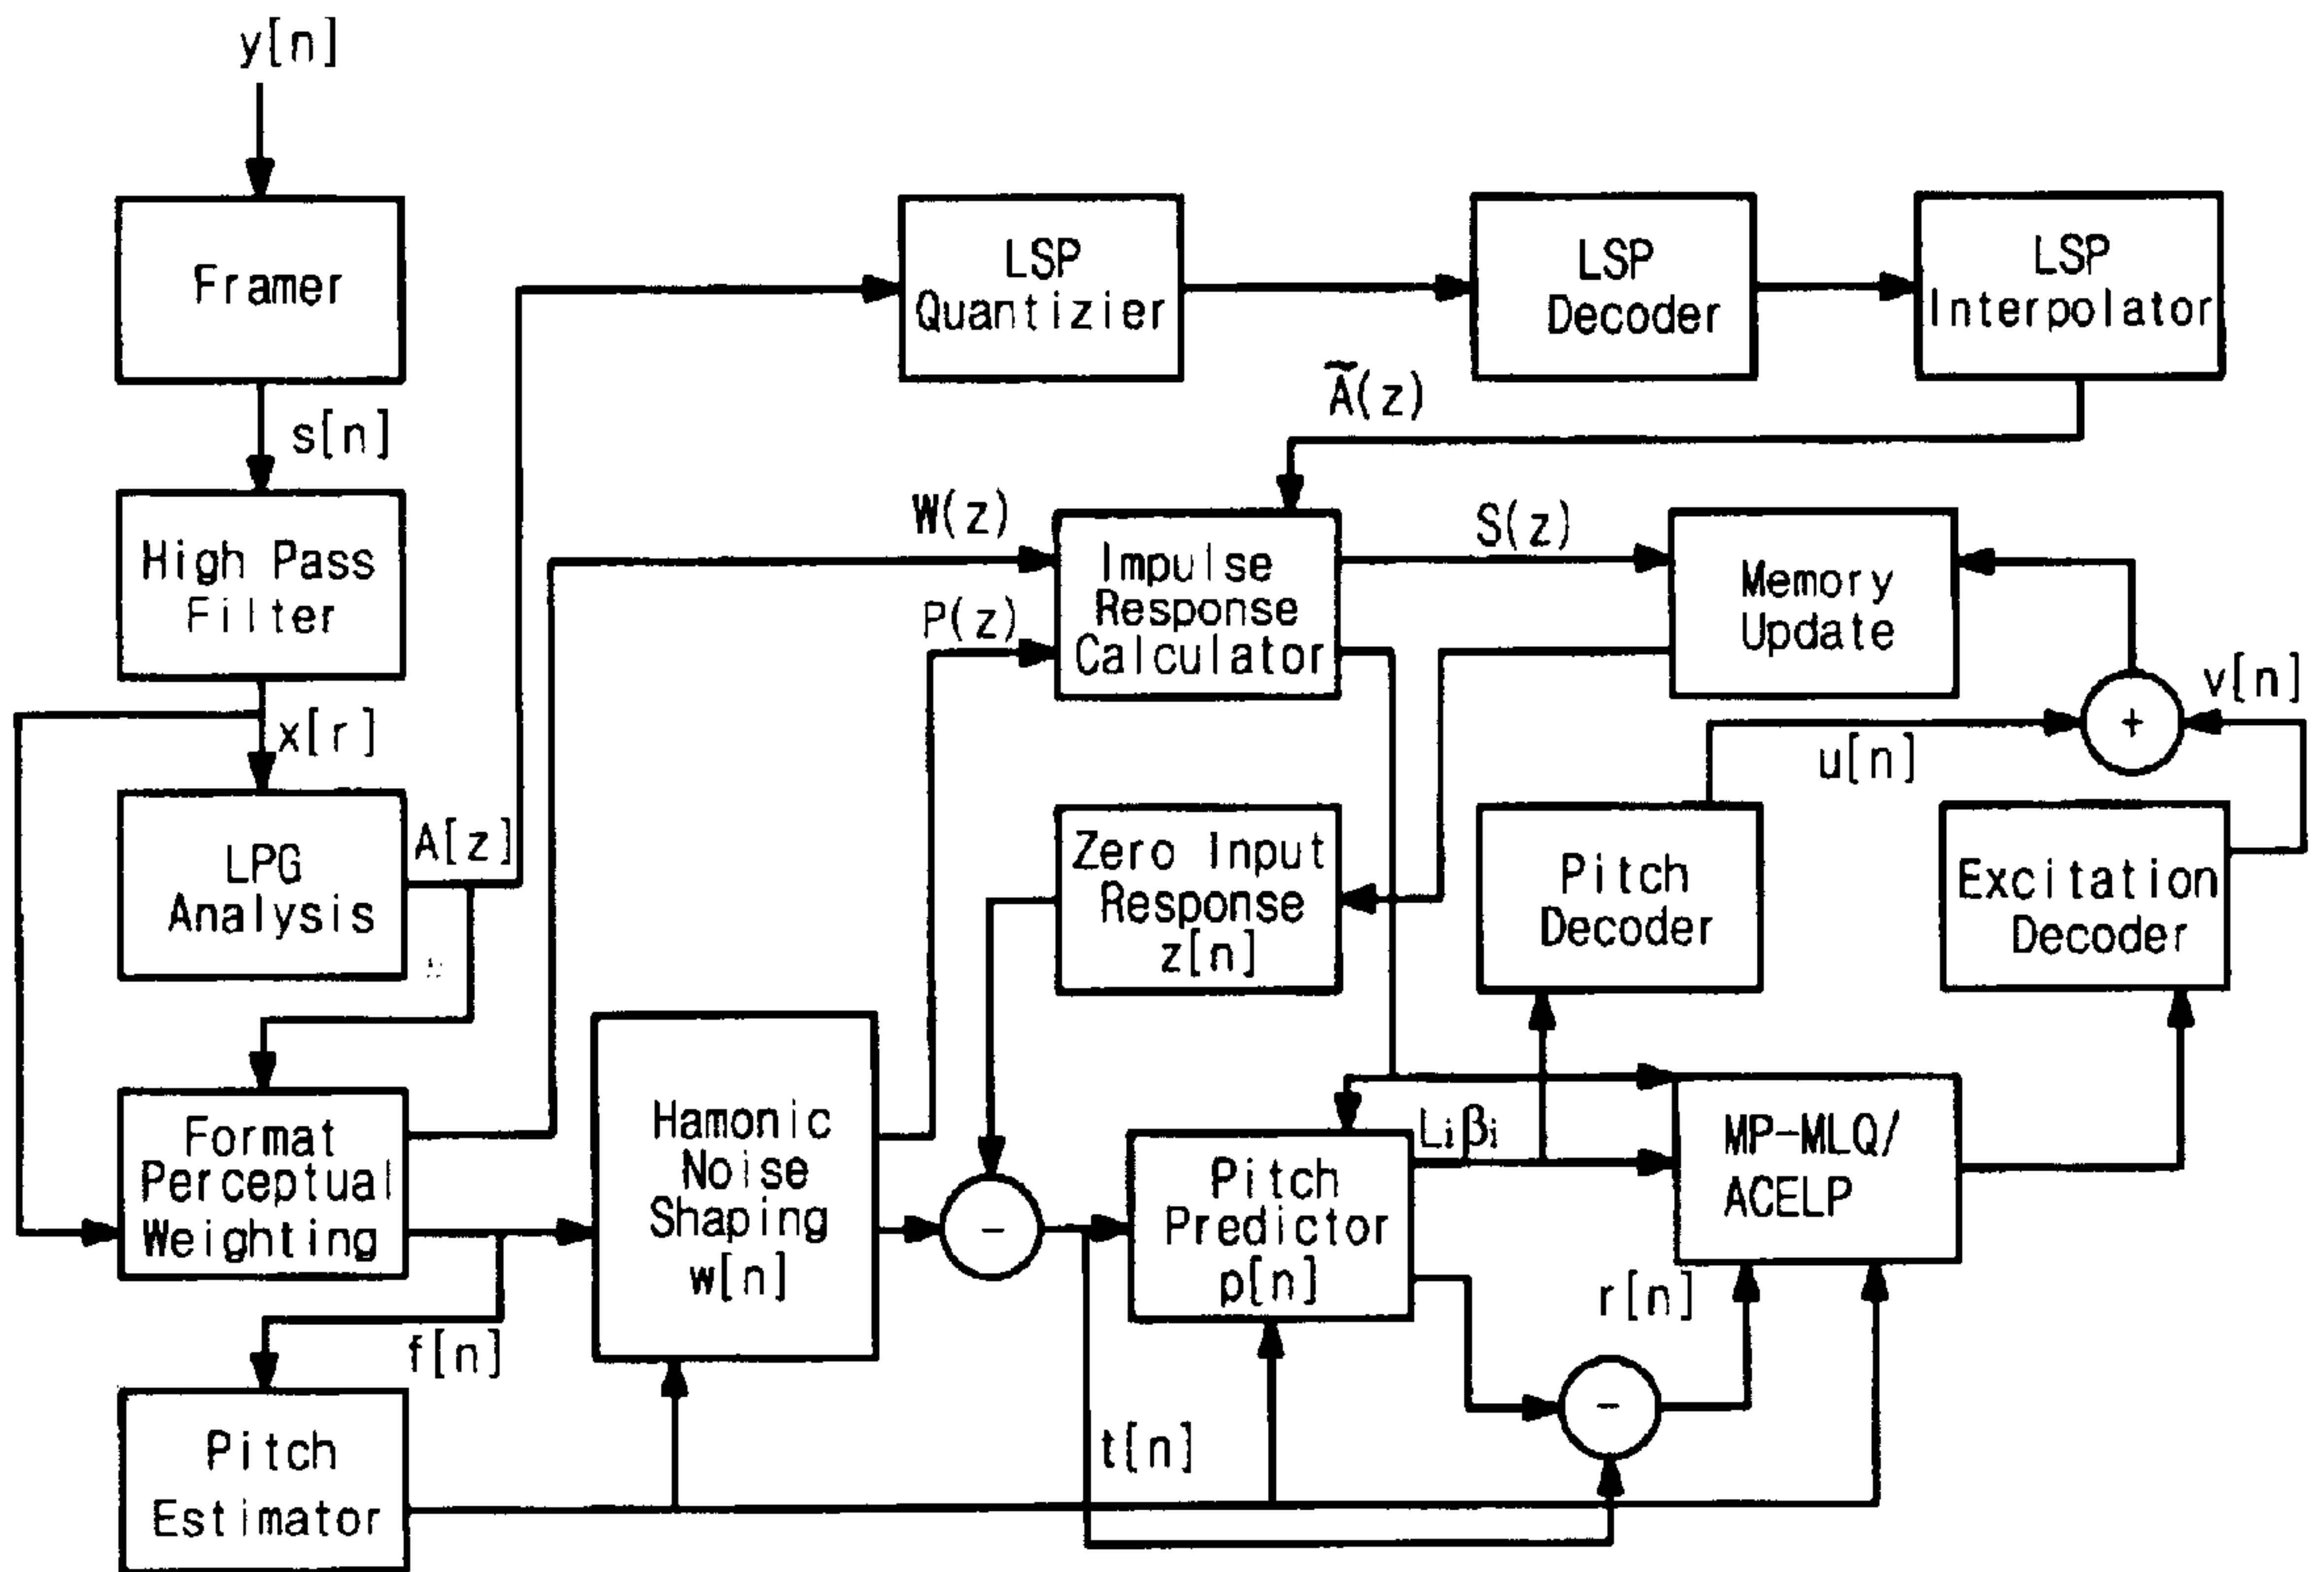 y[n]
Framer
LSP
Quantizier
LSP
Decoder
LSP
Interpolator
Ã(z)
s[n]
High Pass
Filter
W(z)
P(z)
Impulse
Response
Calculator
S(z)
Memory
Update
v[n]
+
u[n]
x[r]
LPG
Analysis
A[z]
Zero Input
Response
z[n]
Pitch
Decoder
Excitation
Decoder
Format
Perceptual
Weighting
Hamonic
Noise
Shaping
w[n]
-
Pitch
Predictor
p[n]
Liβi
MP-MLQ/
ACELP
r[n]
-
f[n]
t[n]
Pitch
Estimator